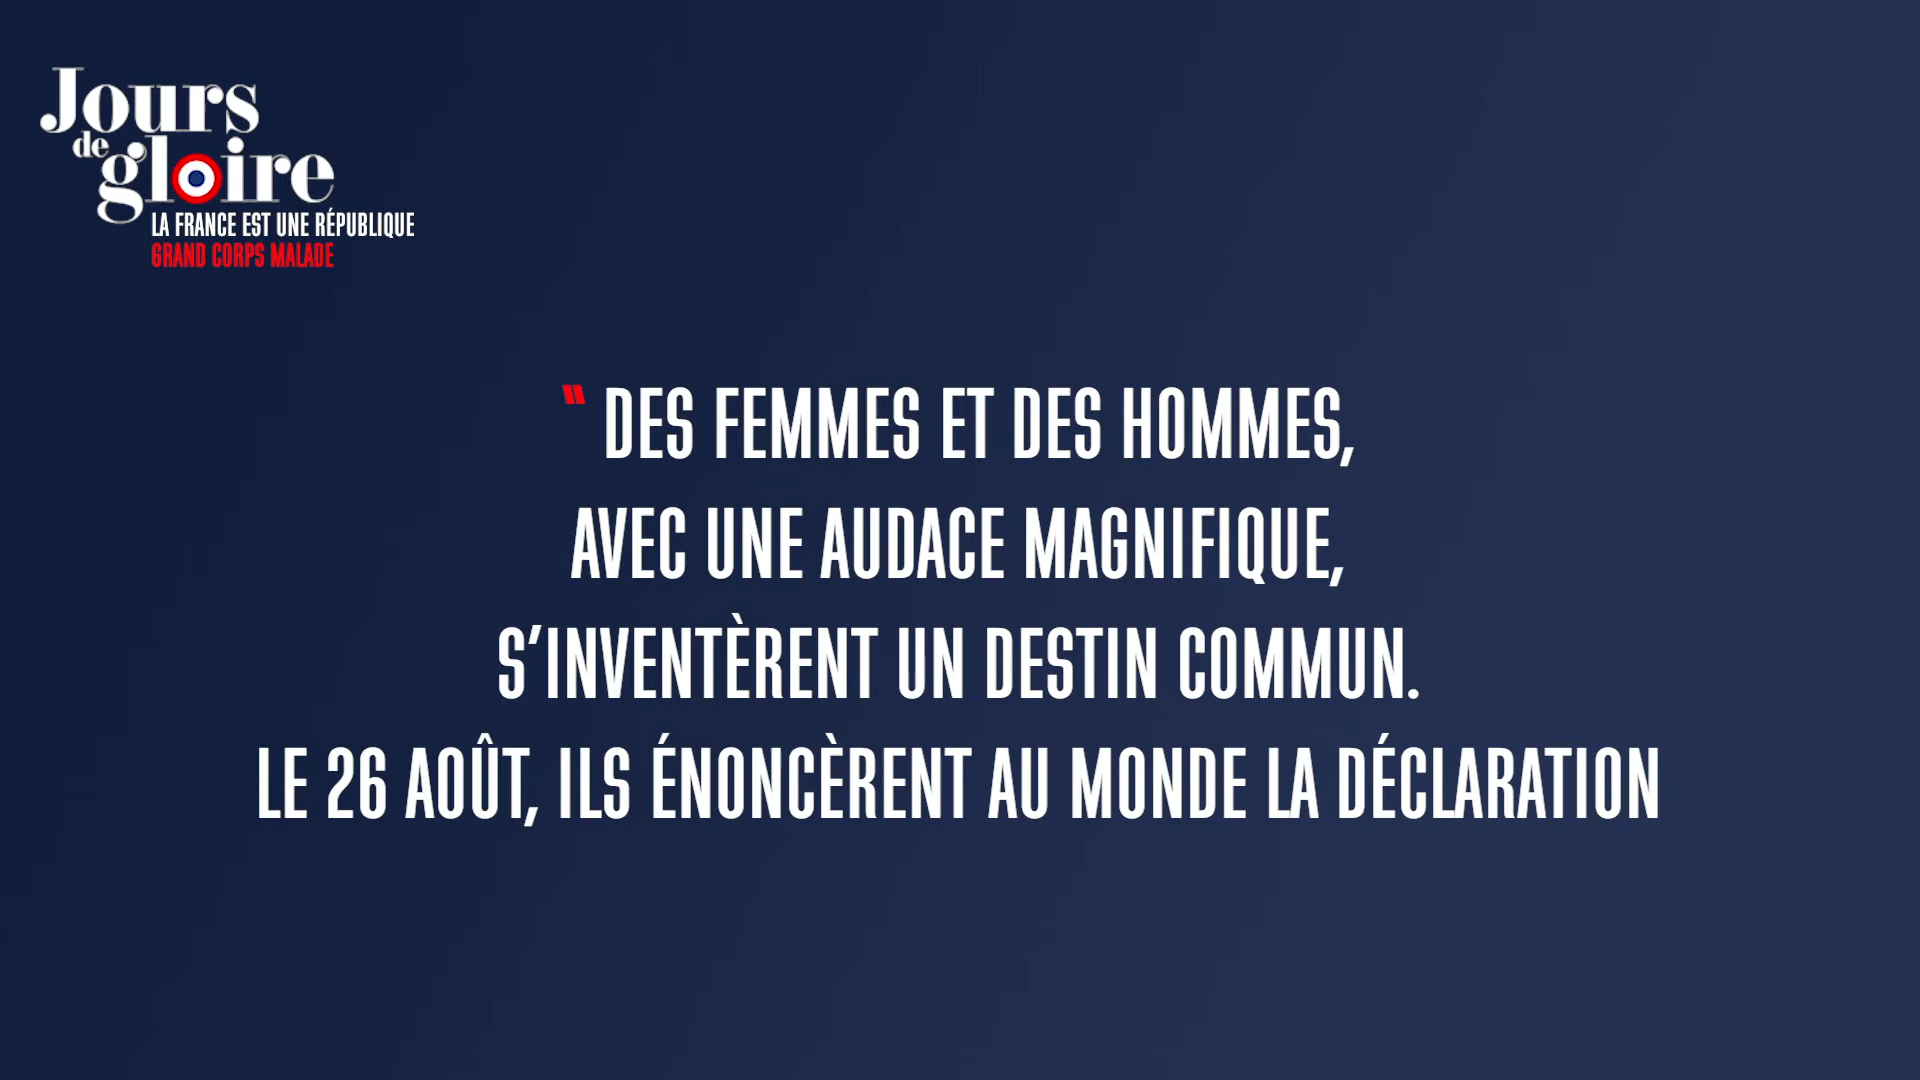 Jours
de
gloire
LA FRANCE EST UNE RÉPUBLIQUE
GRAND CORPS MALADE
“ DES FEMMES ET DES HOMMES,
AVEC UNE AUDACE MAGNIFIQUE,
S’INVENTÈRENT UN DESTIN COMMUN.
LE 26 AOÛT, ILS ÉNONCÈRENT AU MONDE LA DÉCLARATION